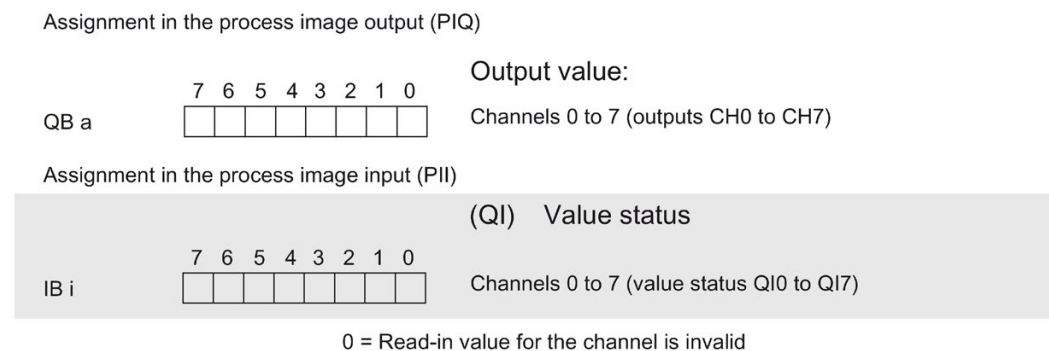 Assignment in the process image output (PIQ)
Output value:
7 6 5 4 3 2 1 0
QB a
Channels 0 to 7 (outputs CH0 to CH7)
Assignment in the process image input (PII)
(QI) Value status
7 6 5 4 3 2 1 0
IB i
Channels 0 to 7 (value status QI0 to QI7)
0 = Read-in value for the channel is invalid